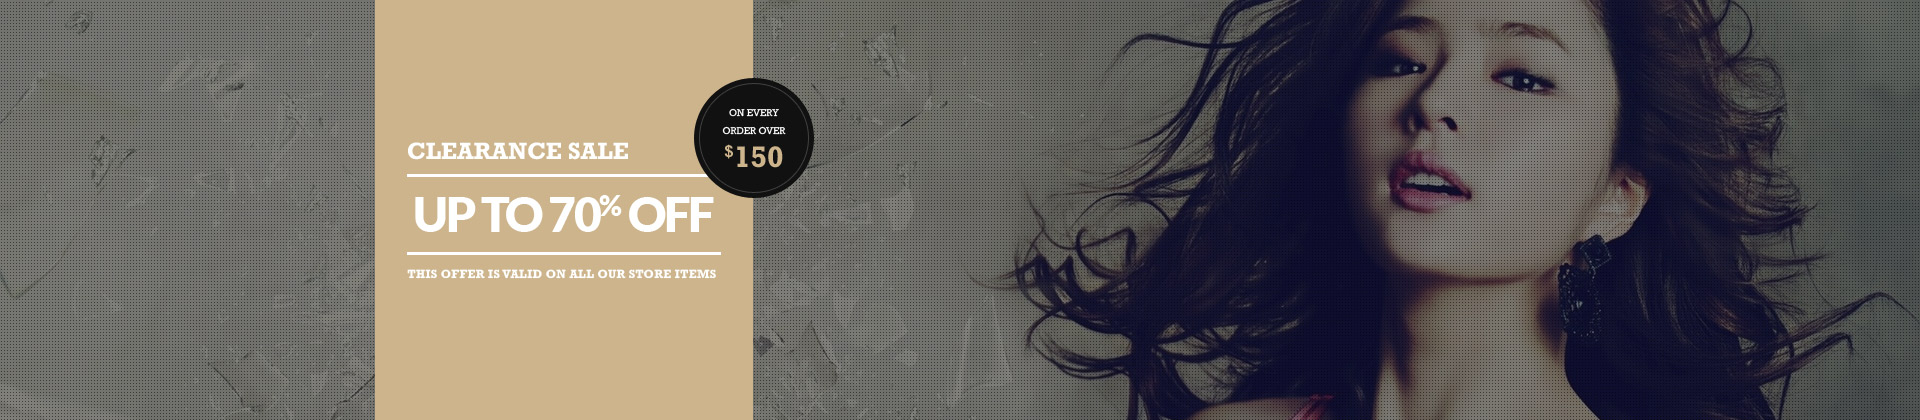 CLEARANCE SALE
UP TO 70% OFF
THIS OFFER IS VALID ON ALL OUR STORE ITEMS
ON EVERY
ORDER OVER
$150